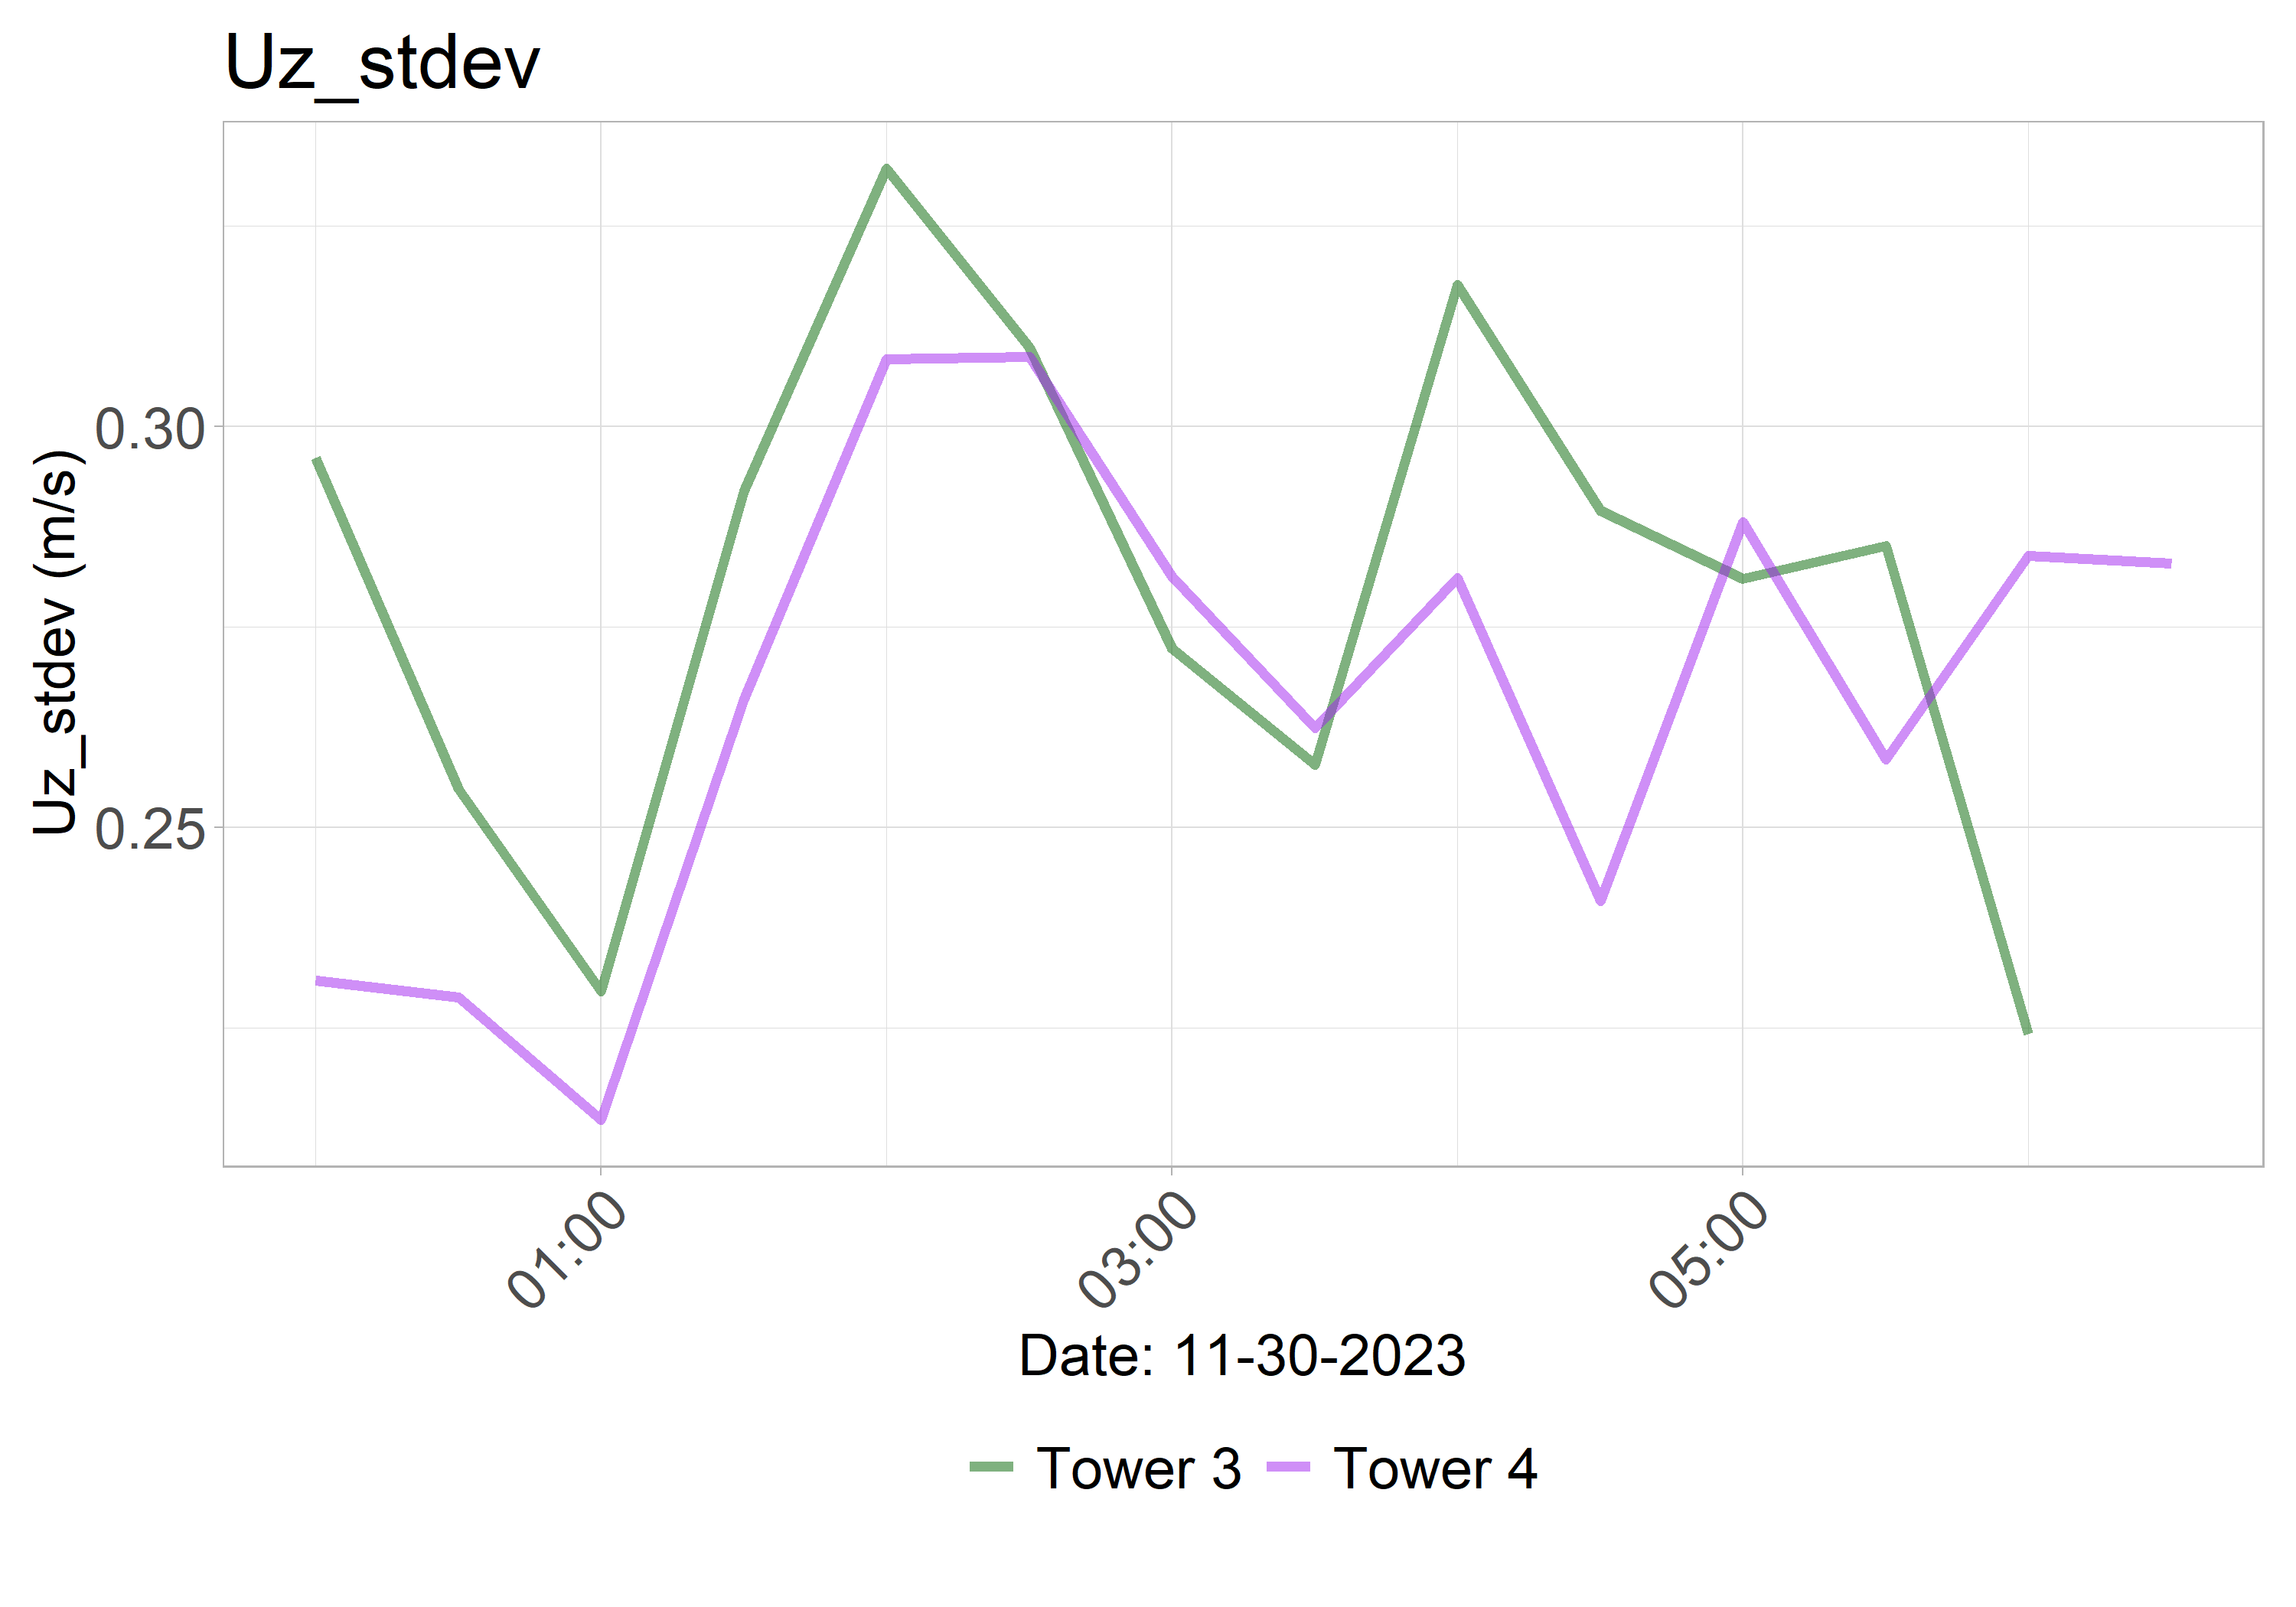 Uz_stdev
Uz_stdev (m/s)
0.30
0.25
01:00
03:00
05:00
Date: 11-30-2023
Tower 3
Tower 4